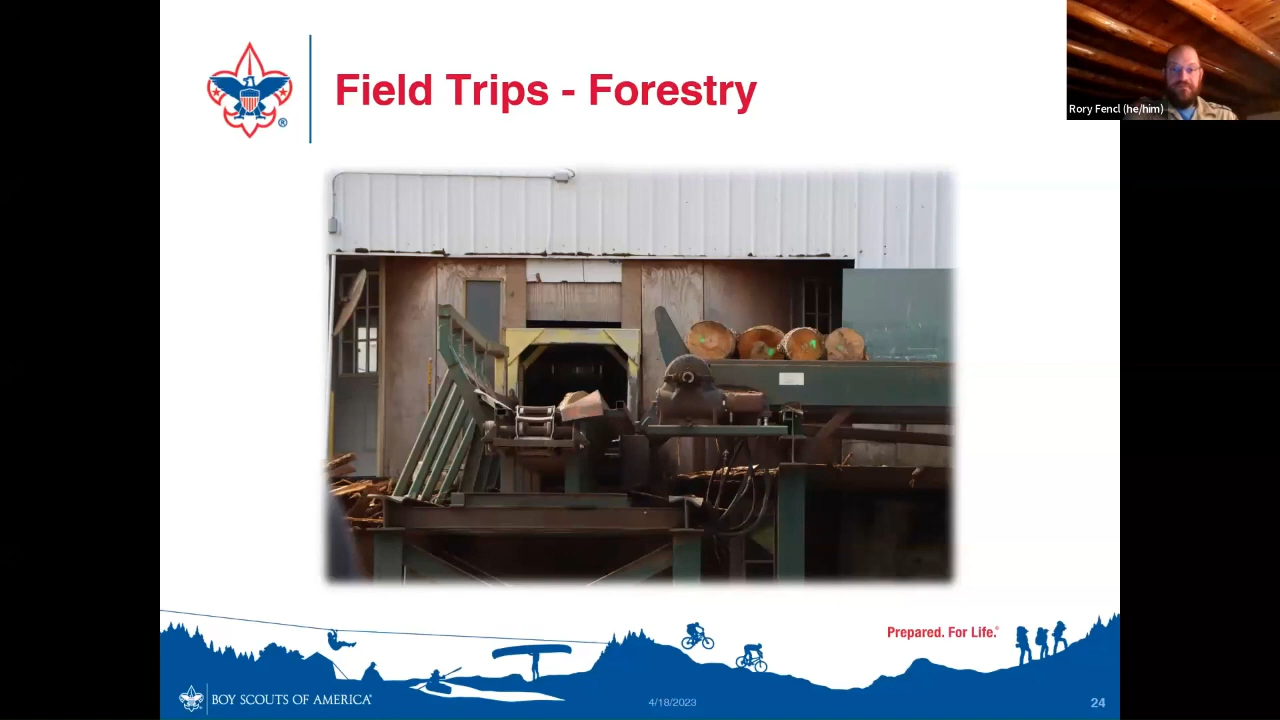 Field Trips - Forestry
®
Rory Fencl (he/him)
Prepared. For Life.®
BOY SCOUTS OF AMERICA®
4/18/2023
24